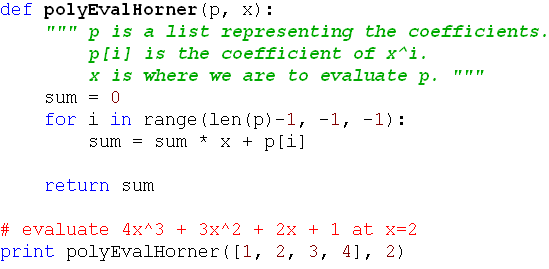 def polyEvalHorner(p, x):
    """ p is a list representing the coefficients.
        p[i] is the coefficient of x^i.
        x is where we are to evaluate p. """
    sum = 0
    for i in range(len(p)-1, -1, -1):
        sum = sum * x + p[i]

    return sum

# evaluate 4x^3 + 3x^2 + 2x + 1 at x=2
print polyEvalHorner([1, 2, 3, 4], 2)